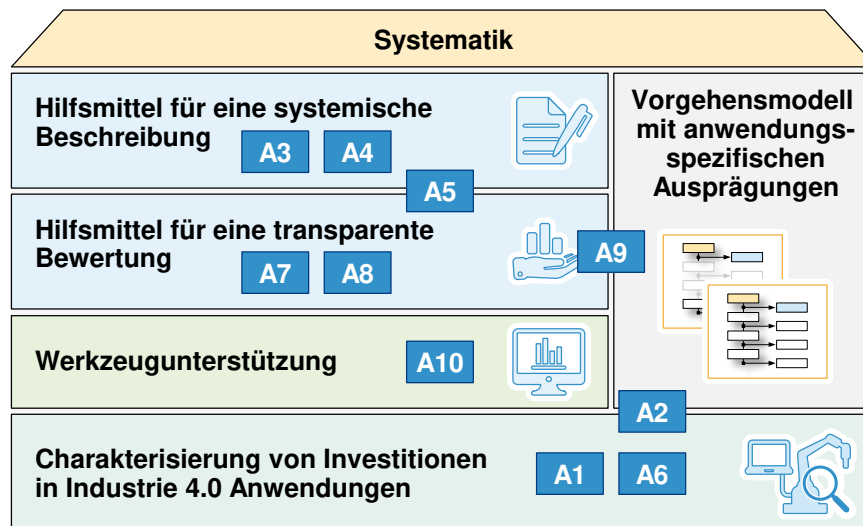 Systematik
Hilfsmittel für eine systemische
Beschreibung
A3
A4
A5
Hilfsmittel für eine transparente
Bewertung
A7
A8
A9
Werkzeugunterstützung
A10
Vorgehensmodell
mit anwendungs-
spezifischen
Ausprägungen
A2
Charakterisierung von Investitionen
in Industrie 4.0 Anwendungen
A1
A6